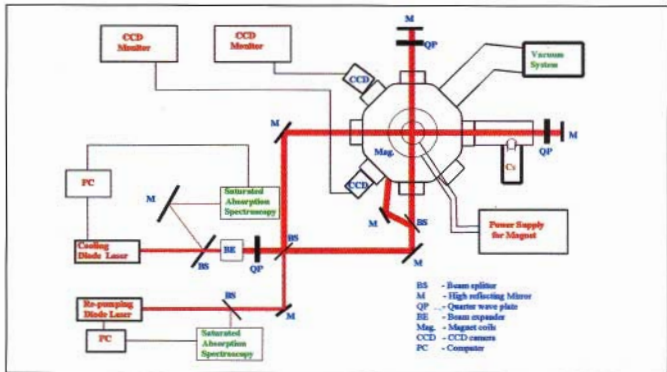 M
QP
CCD
Monitor
CCD
Monitor
CCD
Vacuum
System
M
Mag.
QP
M
Cs
PC
M
Saturated
Absorption
Spectroscopy
CCD
M
BS
Power Supply
for Magnet
Cooling
Diode Laser
BS
BE
QP
BS
M
Re-pumping
Diode Laser
BS
M
PC
Saturated
Absorption
Spectroscopy
BS - Beam splitter
M - High reflecting Mirror
QP - Quarter wave plate
BE - Beam expander
Mag. - Magnet coils
CCD - CCD camera
PC - Computer